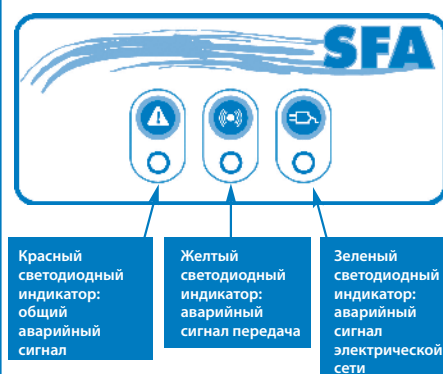 SFA
Красный
светодиодный
индикатор:
общий
аварийный
сигнал
Желтый
светодиодный
индикатор:
аварийный
сигнал передача
Зеленый
светодиодный
индикатор:
аварийный
сигнал
электрической
сети